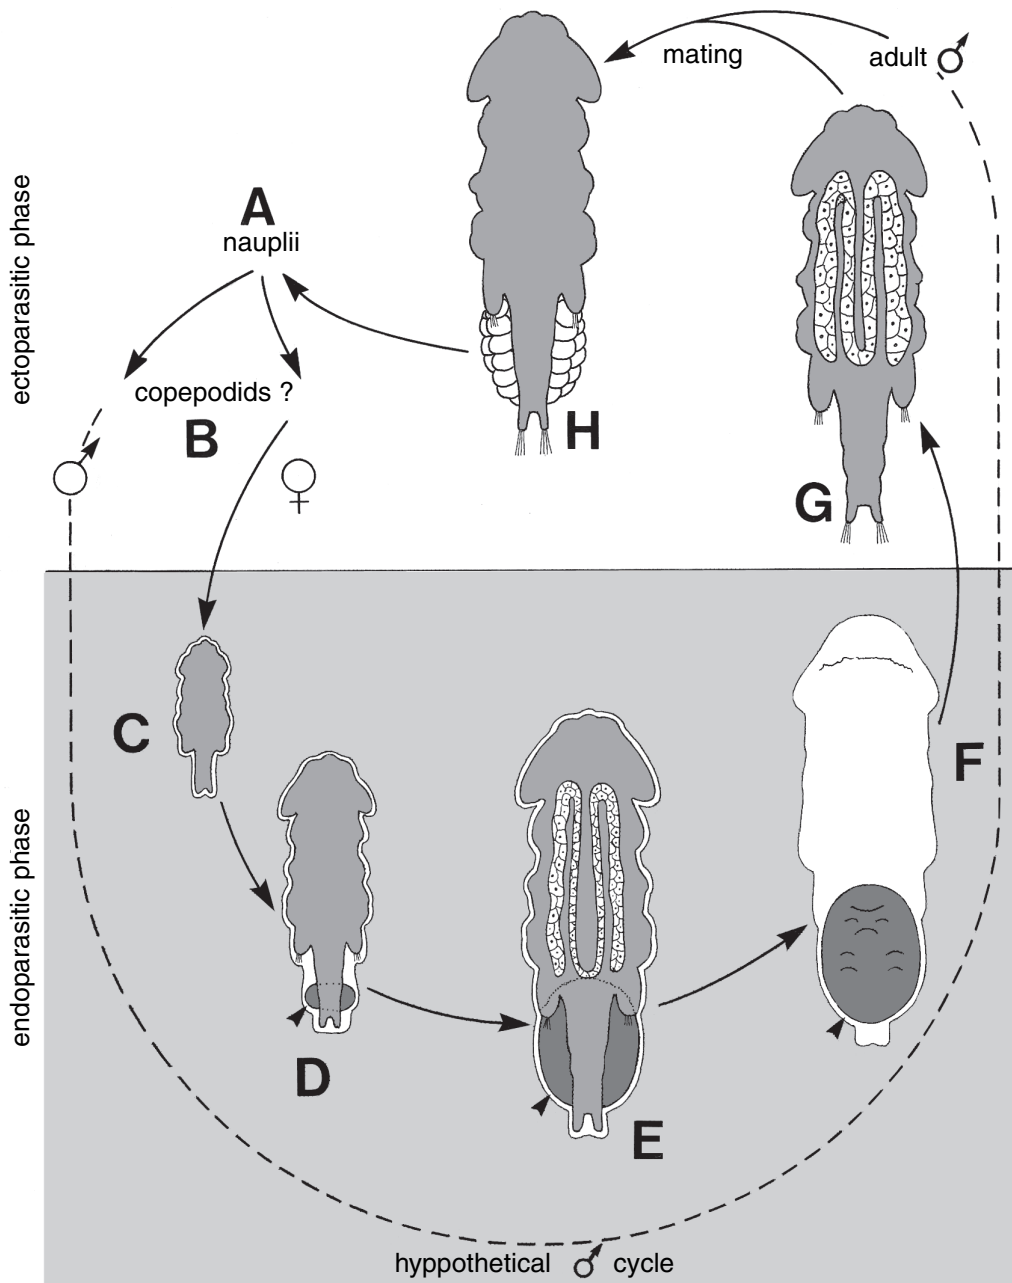 mating
adult ♂
ectoparasitic phase
A
nauplii
copepodids ?
B
♂
♀
H
G
C
D
E
F
endoparasitic phase
hyppothetical ♂ cycle